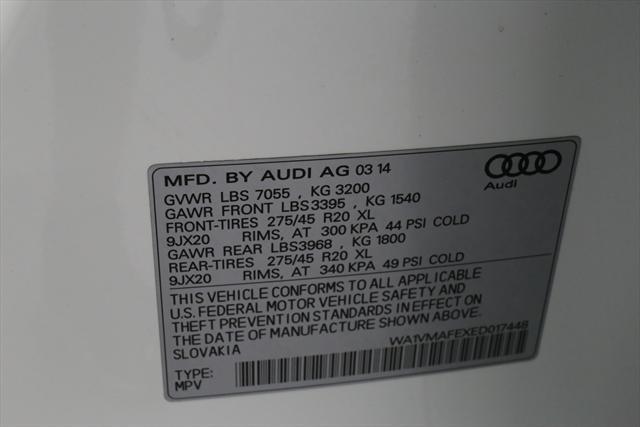 MFD. BY AUDI AG 03 14
GVWR LBS 7055 , KG 3200
GAWR FRONT LBS3395 , KG 1540
FRONT-TIRES 275/45 R20 XL
9JX20 RIMS, AT 300 KPA 44 PSI COLD
GAWR REAR LBS3968 , KG 1800
REAR-TIRES 275/45 R20 XL
9JX20 RIMS, AT 340 KPA 49 PSI COLD
THIS VEHICLE CONFORMS TO ALL APPLICABLE
U.S. FEDERAL MOTOR VEHICLE SAFETY AND
THEFT PREVENTION STANDARDS IN EFFECT ON
THE DATE OF MANUFACTURE SHOWN ABOVE.
SLOVAKIA
WA1VMAFEXED017448
TYPE:
MPV
Audi